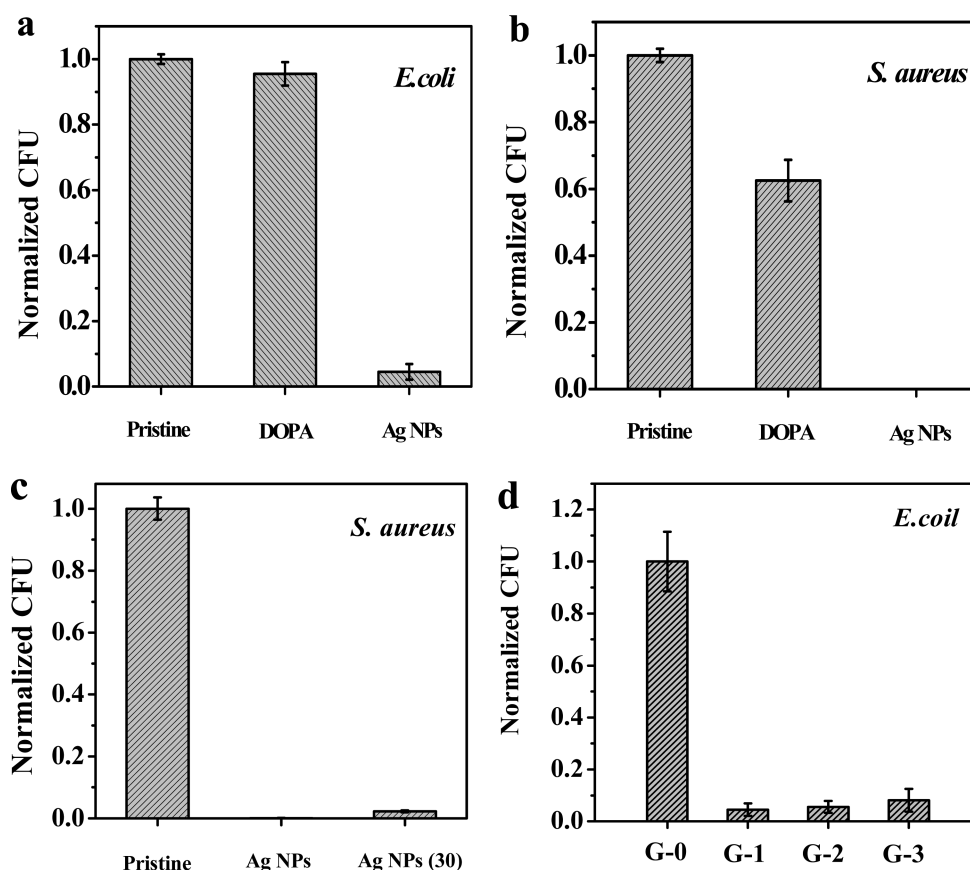 a
E.coli
Normalized CFU
1.0
0.8
0.6
0.4
0.2
0.0
Pristine DOPA Ag NPs
b
S. aureus
Normalized CFU
1.0
0.8
0.6
0.4
0.2
0.0
Pristine DOPA Ag NPs
c
S. aureus
Normalized CFU
1.0
0.8
0.6
0.4
0.2
0.0
Pristine Ag NPs Ag NPs (30)
d
E.coil
Normalized CFU
1.2
1.0
0.8
0.6
0.4
0.2
0.0
G-0 G-1 G-2 G-3